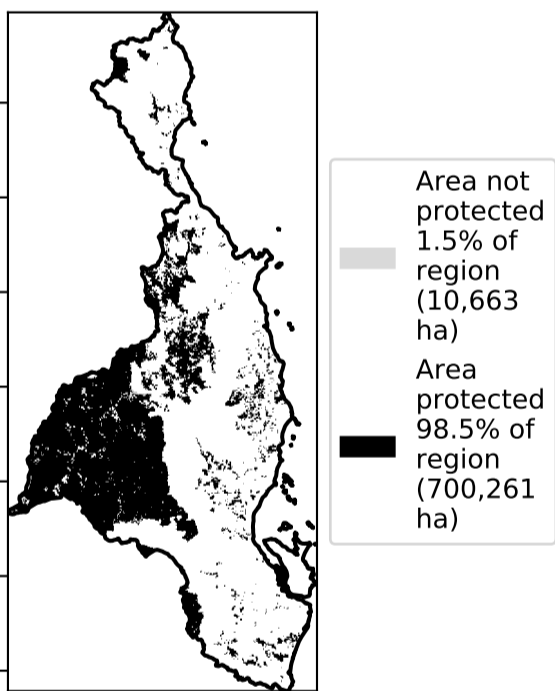 Area not
protected
1.5% of
region
(10,663
ha)
Area
protected
98.5% of
region
(700,261
ha)